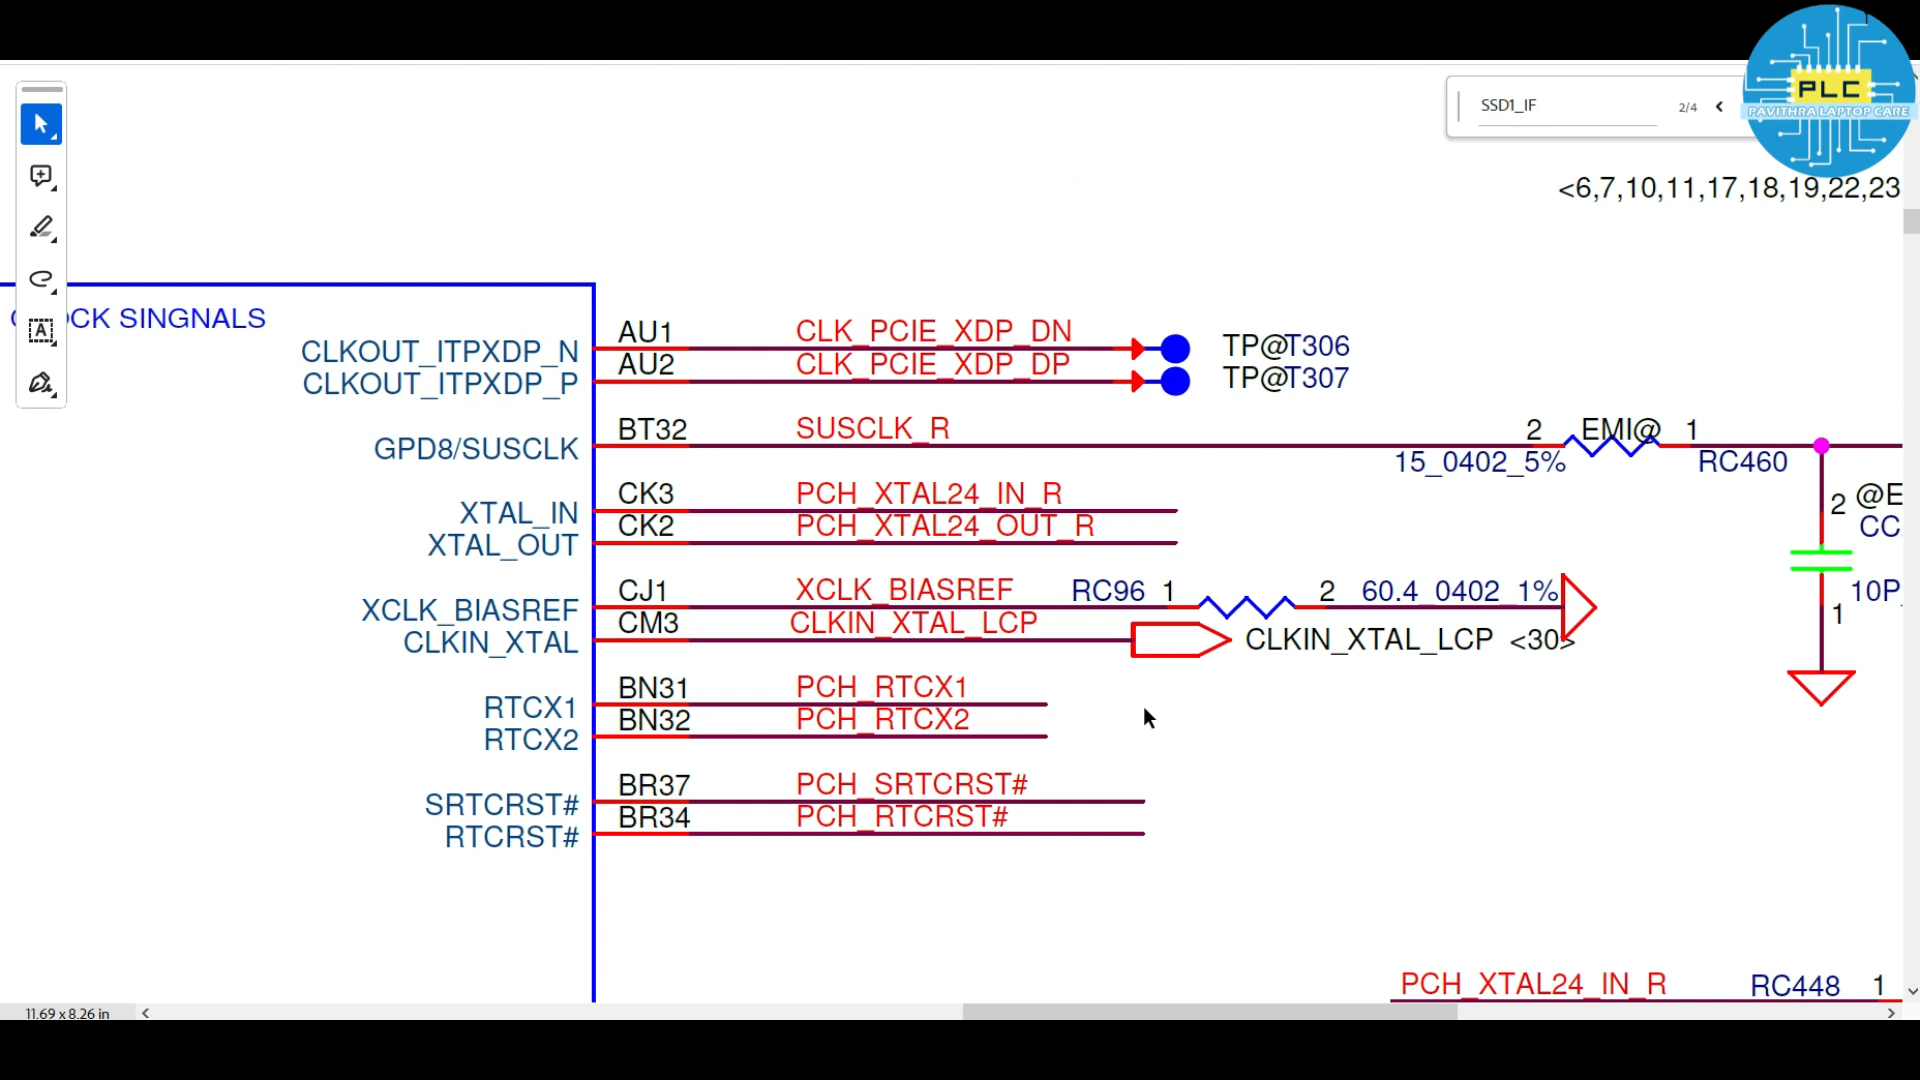 SSD1_IF 2/4
PLC
PAVITHRA LAPTOP CARE
<6,7,10,11,17,18,19,22,23
OCK SINGNALS
CLKOUT_ITPXDP_N AU1 CLK_PCIE_XDP_DN TP@T306
CLKOUT_ITPXDP_P AU2 CLK_PCIE_XDP_DP TP@T307
GPD8/SUSCLK BT32 SUSCLK_R 2 EMI@ 1
15_0402_5% RC460
XTAL_IN CK3 PCH_XTAL24_IN_R 2 @E
XTAL_OUT CK2 PCH_XTAL24_OUT_R CC
XCLK_BIASREF CJ1 XCLK_BIASREF RC96 1 2 60.4_0402_1% 10P
1
CLKIN_XTAL CM3 CLKIN_XTAL_LCP CLKIN_XTAL_LCP <30>
RTCX1 BN31 PCH_RTCX1
RTCX2 BN32 PCH_RTCX2
SRTCRST# BR37 PCH_SRTCRST#
RTCRST# BR34 PCH_RTCRST#
PCH_XTAL24_IN_R RC448 1
11.69 x 8.26 in